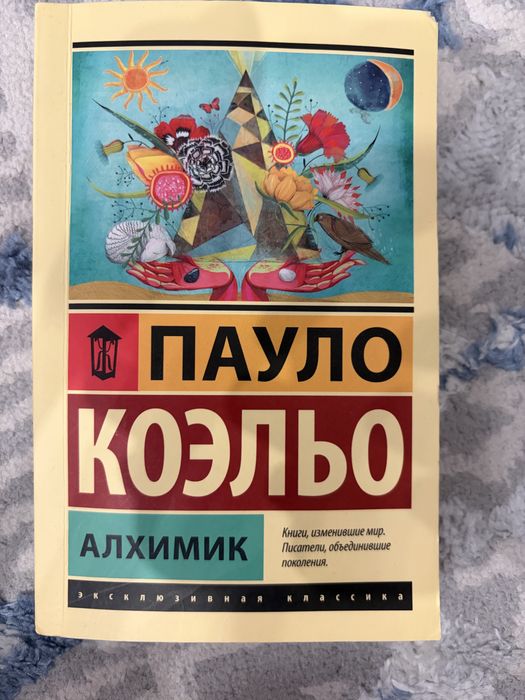 Ж
ПАУЛО
КОЭЛЬО
АЛХИМИК
Книги, изменившие мир.
Писатели, объединившие
поколения.
эксклюзивная классика